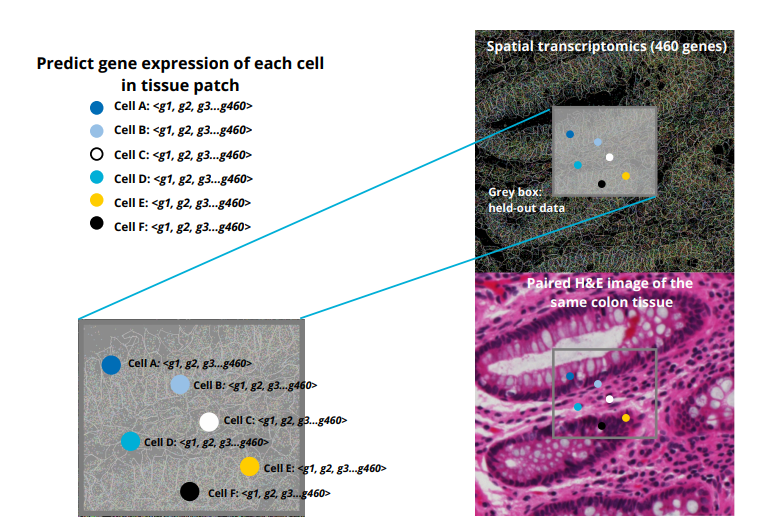 Predict gene expression of each cell
in tissue patch
Cell A: <g1, g2, g3...g460>
Cell B: <g1, g2, g3...g460>
Cell C: <g1, g2, g3...g460>
Cell D: <g1, g2, g3...g460>
Cell E: <g1, g2, g3...g460>
Cell F: <g1, g2, g3...g460>
Spatial transcriptomics (460 genes)
Grey box:
held-out data
Paired H&E image of the
same colon tissue
Cell A: <g1, g2, g3...g460>
Cell B: <g1, g2, g3...g460>
Cell C: <g1, g2, g3...g460>
Cell D: <g1, g2, g3...g460>
Cell E: <g1, g2, g3...g460>
Cell F: <g1, g2, g3...g460>